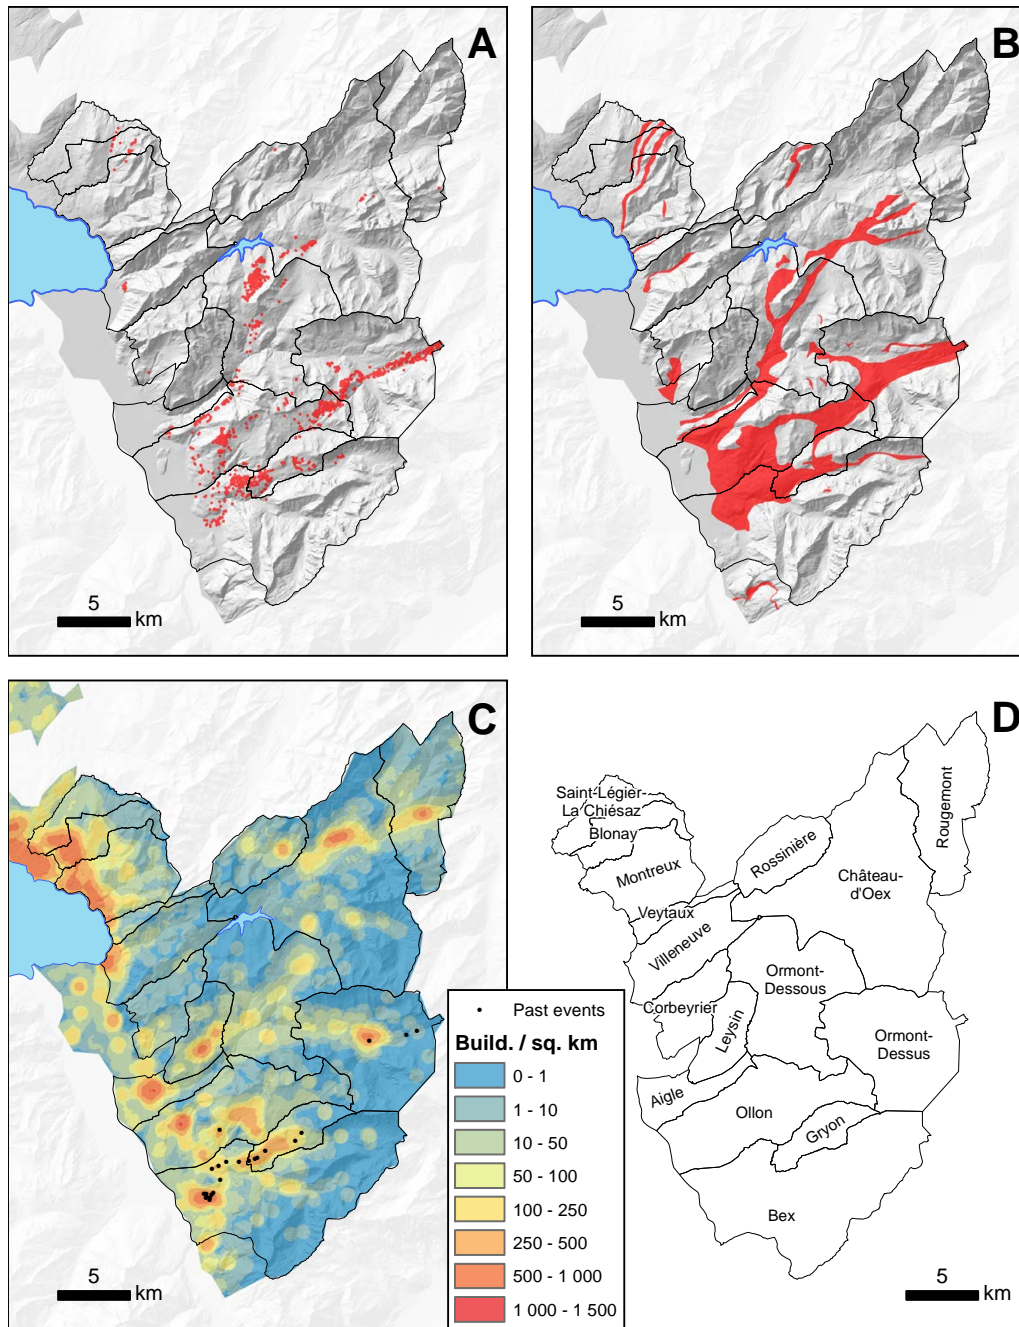 A
B
5
km
5
km
C
D
Saint-Légier-
La Chiésaz
Blonay
Montreux
Veytaux
Villeneuve
Rossinière
Château-
d'Oex
Rougemont
Ormont-
Dessous
Corbeyrier
Leysin
Ormont-
Dessus
Aigle
Ollon
Gryon
Bex
Past events
Build. / sq. km
0 - 1
1 - 10
10 - 50
50 - 100
100 - 250
250 - 500
500 - 1 000
1 000 - 1 500
5
km
5
km